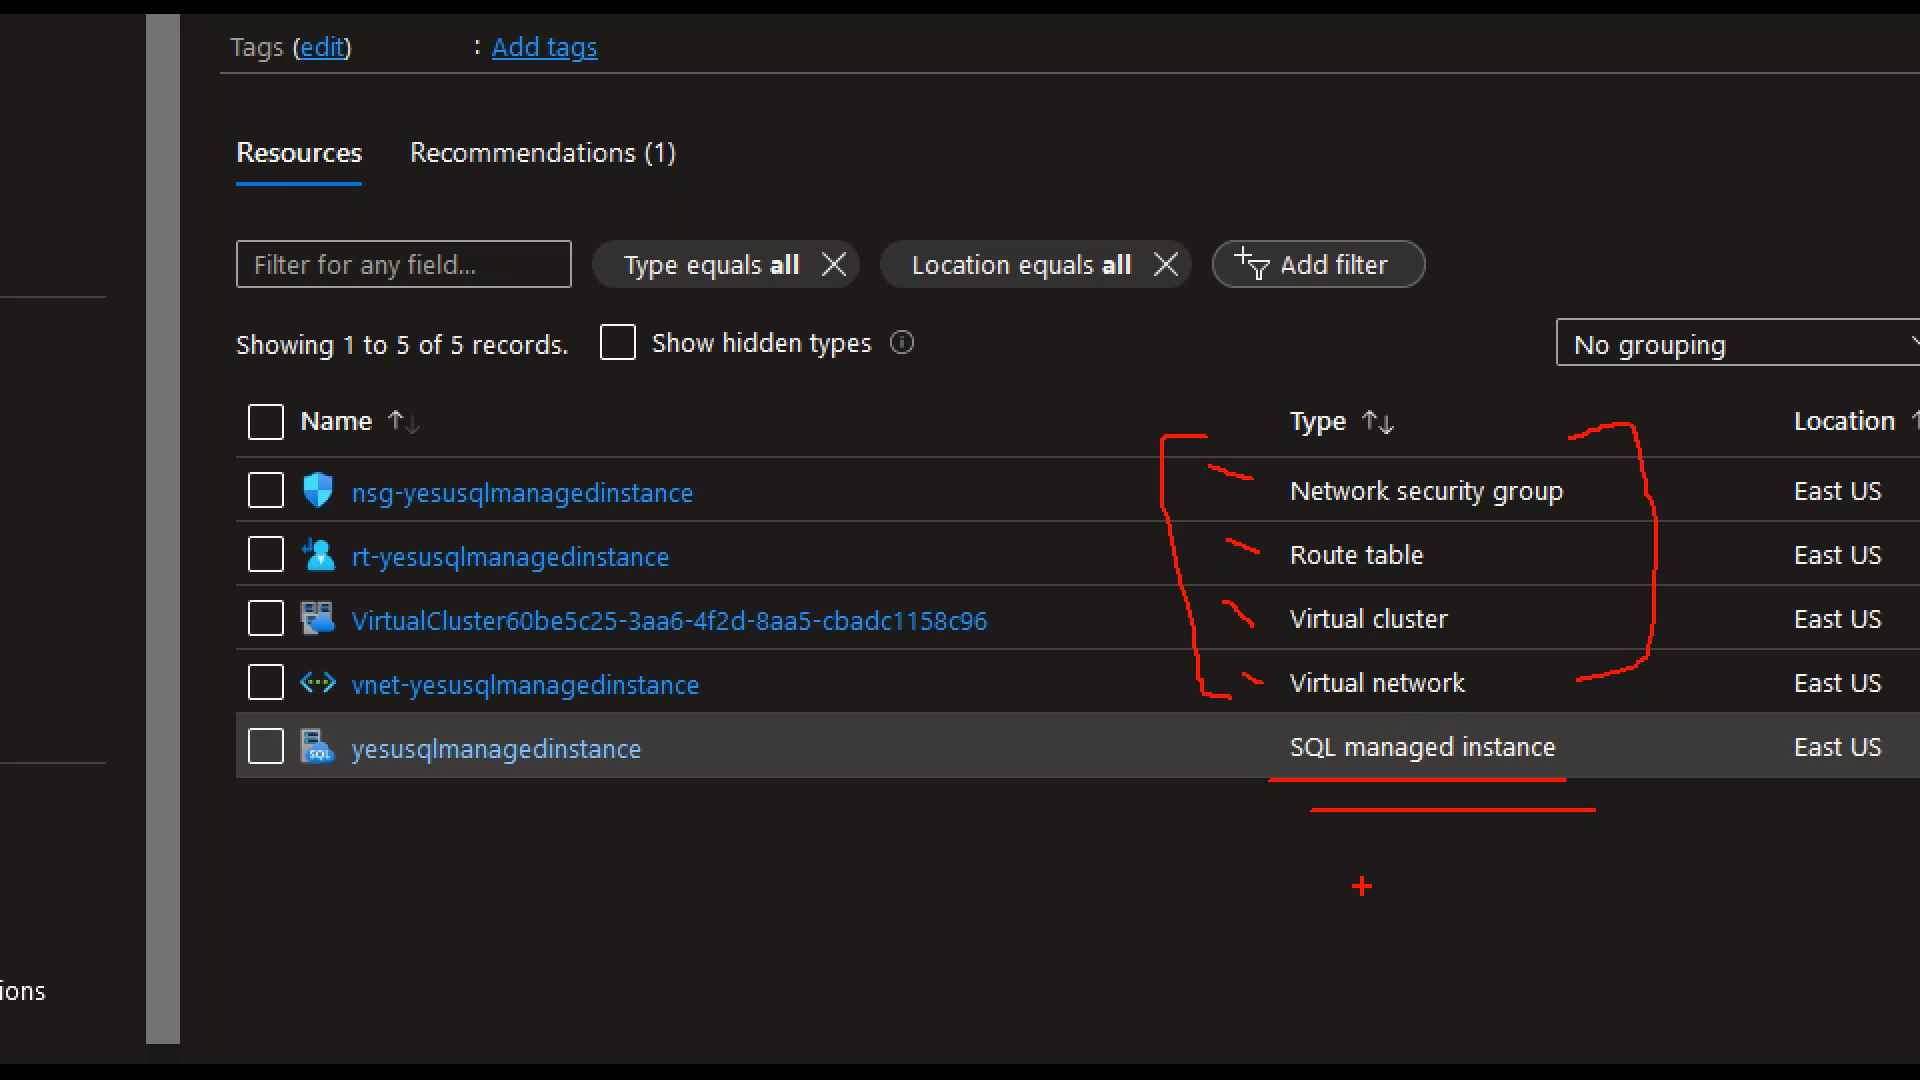 Tags (edit) : Add tags
Resources Recommendations (1)
Filter for any field... Type equals all Location equals all Add filter
Showing 1 to 5 of 5 records. Show hidden types No grouping
Name Type Location
nsg-yesusqlmanagedinstance Network security group East US
rt-yesusqlmanagedinstance Route table East US
VirtualCluster60be5c25-3aa6-4f2d-8aa5-cbadc1158c96 Virtual cluster East US
vnet-yesusqlmanagedinstance Virtual network East US
yesusqlmanagedinstance SQL managed instance East US
ions